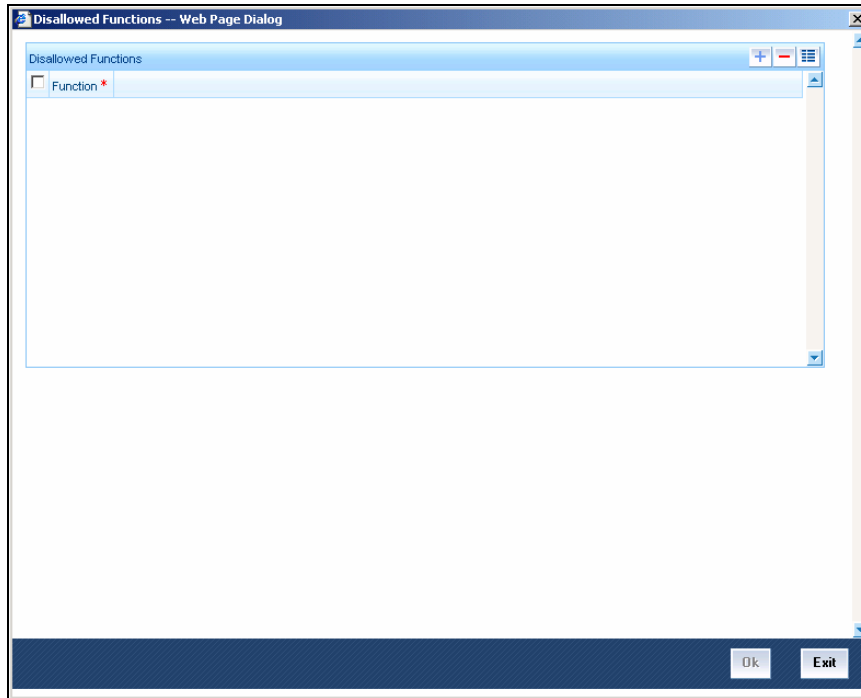 Disallowed Functions -- Web Page Dialog
Disallowed Functions
Function *
Ok
Exit